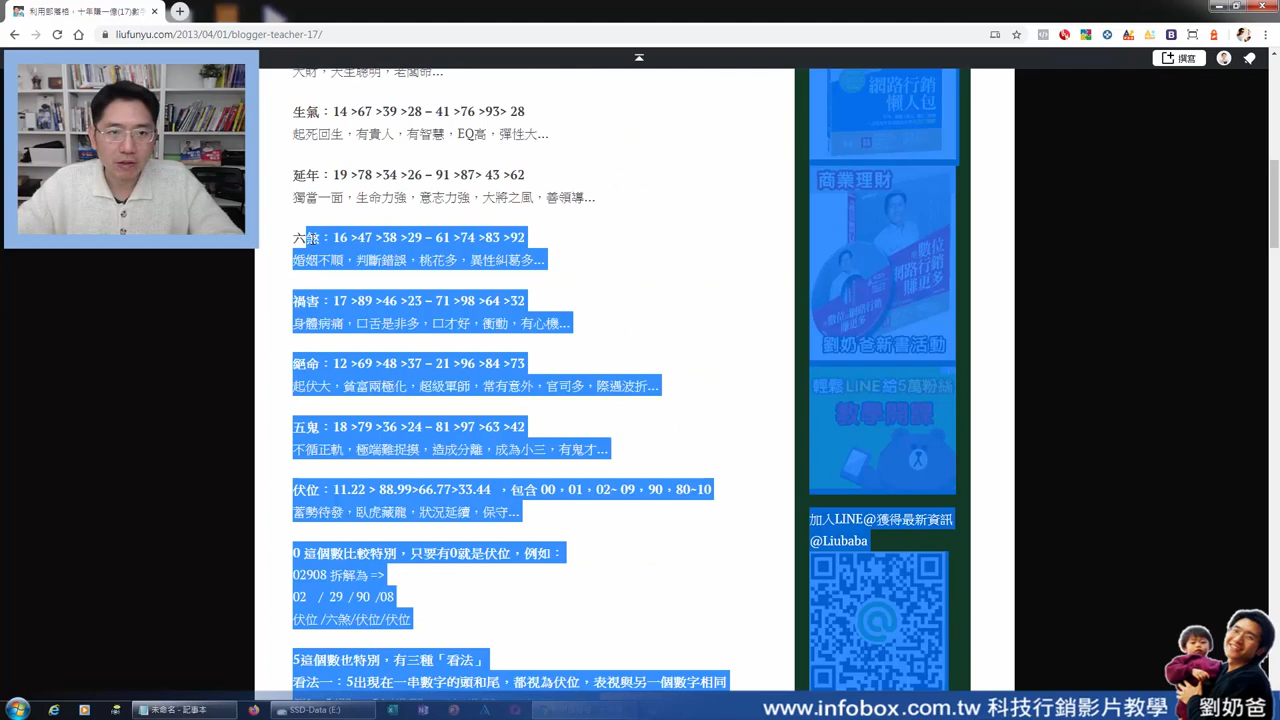 利用部落格，十年賺一億(17)數字
liufunyu.com/2013/04/01/blogger-teacher-17/
撰寫
大財，天生聰明，老闆命...
生氣：14 >67 >39 >28 – 41 >76 >93> 28
起死回生，有貴人，有智慧，EQ高，彈性大...
延年：19 >78 >34 >26 – 91 >87> 43 >62
獨當一面，生命力強，意志力強，大將之風，善領導...
六煞：16 >47 >38 >29 – 61 >74 >83 >92
婚姻不順，判斷錯誤，桃花多，異性糾葛多...
禍害：17 >89 >46 >23 – 71 >98 >64 >32
身體病痛，口舌是非多，口才好，衝動，有心機...
絕命：12 >69 >48 >37 – 21 >96 >84 >73
起伏大，貧富兩極化，超級軍師，常有意外，官司多，際遇波折...
五鬼：18 >79 >36 >24 – 81 >97 >63 >42
不循正軌，極端難捉摸，造成分離，成為小三，有鬼才...
伏位：11.22 > 88.99>66.77>33.44 ，包含 00，01，02~ 09，90，80~10
蓄勢待發，臥虎藏龍，狀況延續，保守...
0 這個數比較特別，只要有0就是伏位，例如：
02908 拆解為 =>
02 / 29 / 90 /08
伏位 /六煞/伏位/伏位
5這個數也特別，有三種「看法」
看法一：5出現在一串數字的頭和尾，都視為伏位，表視與另一個數字相同
網路行銷
懶人包
商業理財
數位
網路行銷
賺更多
劉奶爸新書活動
輕鬆LINE給5萬粉絲
教學開課
加入LINE@獲得最新資訊
@Liubaba
未命名 - 記事本
SSD-Data (E:)
www.infobox.com.tw 科技行銷影片教學
劉奶爸